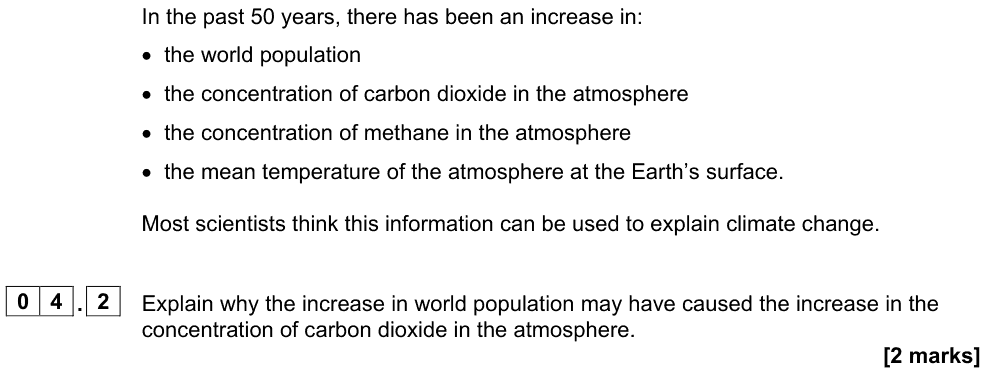 In the past 50 years, there has been an increase in:
• the world population
• the concentration of carbon dioxide in the atmosphere
• the concentration of methane in the atmosphere
• the mean temperature of the atmosphere at the Earth's surface.
Most scientists think this information can be used to explain climate change.
0 4 . 2 Explain why the increase in world population may have caused the increase in the
concentration of carbon dioxide in the atmosphere.
[2 marks]